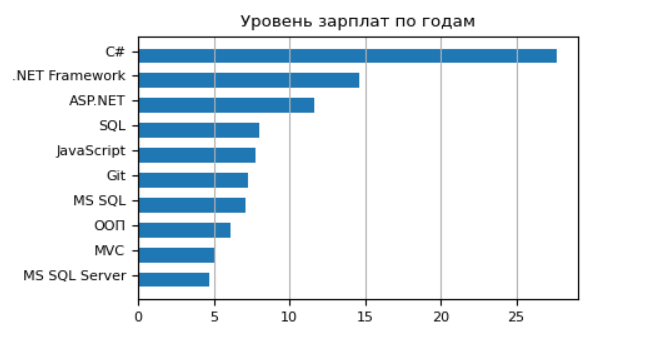 Уровень зарплат по годам
C#
.NET Framework
ASP.NET
SQL
JavaScript
Git
MS SQL
ООП
MVC
MS SQL Server
0 5 10 15 20 25